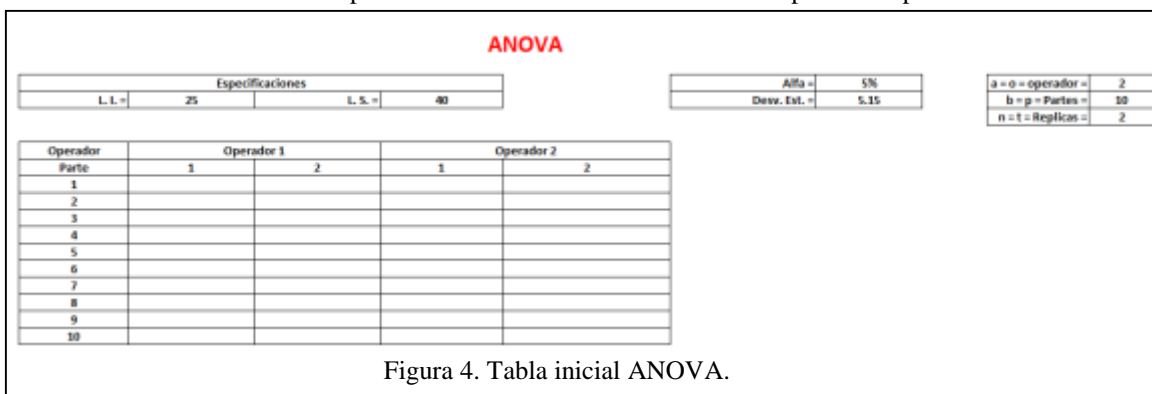 ANOVA
Especificaciones
L. I. = 25 L. S. = 40
Alfa = 5%
Desv. Est. = 5.15
a = o = operador = 2
b = p = Partes = 10
n = t = Replicas = 2
Operador Operador 1 Operador 2
Parte 1 2 1 2
1
2
3
4
5
6
7
8
9
10
Figura 4. Tabla inicial ANOVA.